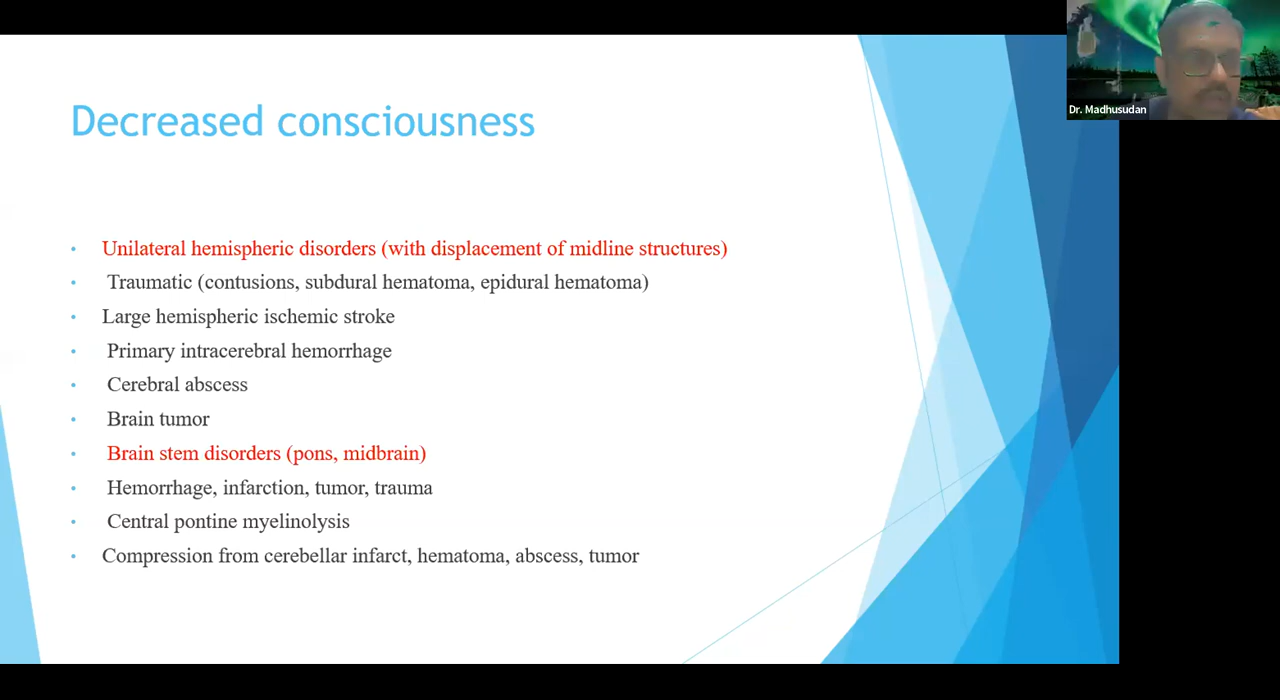 Dr. Madhusudan
Decreased consciousness
• Unilateral hemispheric disorders (with displacement of midline structures)
• Traumatic (contusions, subdural hematoma, epidural hematoma)
• Large hemispheric ischemic stroke
• Primary intracerebral hemorrhage
• Cerebral abscess
• Brain tumor
• Brain stem disorders (pons, midbrain)
• Hemorrhage, infarction, tumor, trauma
• Central pontine myelinolysis
• Compression from cerebellar infarct, hematoma, abscess, tumor